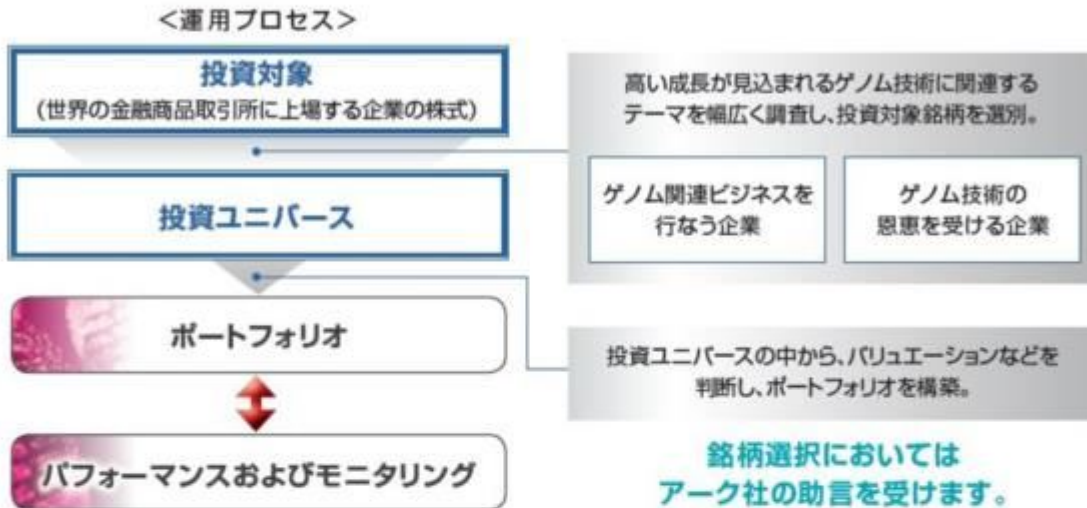 ＜運用プロセス＞
投資対象
(世界の金融商品取引所に上場する企業の株式)
投資ユニバース
ポートフォリオ
パフォーマンスおよびモニタリング
高い成長が見込まれるゲノム技術に関連する
テーマを幅広く調査し、投資対象銘柄を選別。
ゲノム関連ビジネスを
行なう企業
ゲノム技術の
恩恵を受ける企業
投資ユニバースの中から、バリュエーションなどを
判断し、ポートフォリオを構築。
銘柄選択においては
アーク社の助言を受けます。